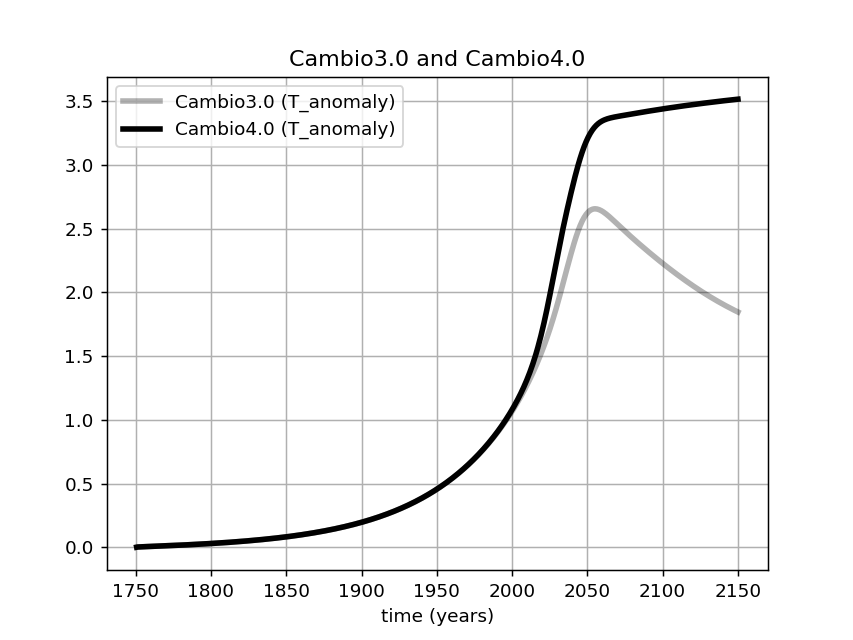 Cambio3.0 and Cambio4.0
Cambio3.0 (T_anomaly)
Cambio4.0 (T_anomaly)
3.5
3.0
2.5
2.0
1.5
1.0
0.5
0.0
1750 1800 1850 1900 1950 2000 2050 2100 2150
time (years)